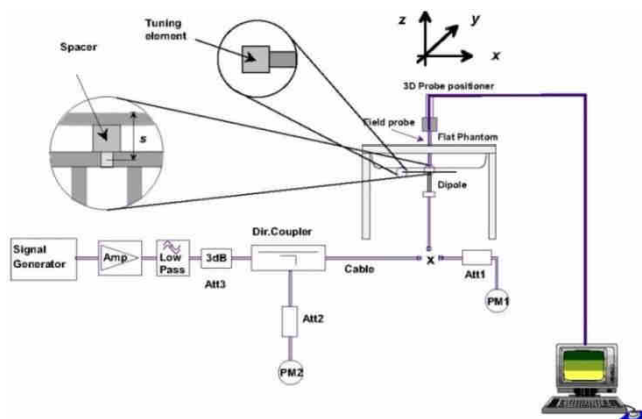 Tuning
element
Spacer
s
z
y
x
3D Probe positioner
Field probe
Flat Phantom
Dipole
Signal
Generator
Amp
Low
Pass
3dB
Att3
Dir.Coupler
Cable
x
Att1
PM1
Att2
PM2